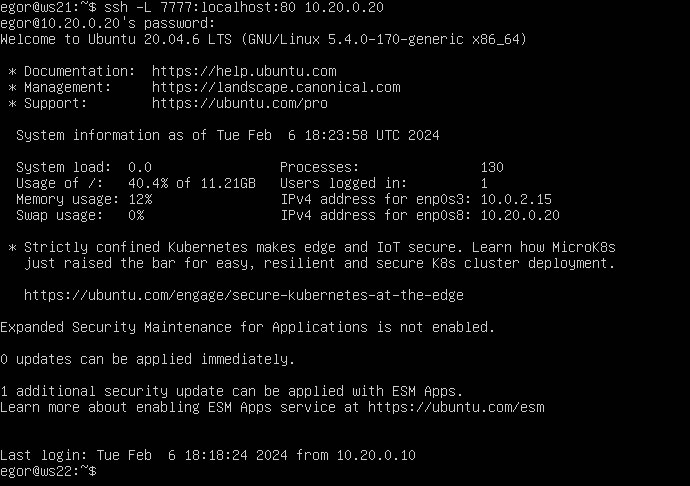 egor@ws21:~$ ssh -L 7777:localhost:80 10.20.0.20
egor@10.20.0.20's password:
Welcome to Ubuntu 20.04.6 LTS (GNU/Linux 5.4.0-170-generic x86_64)

 * Documentation:  https://help.ubuntu.com
 * Management:     https://landscape.canonical.com
 * Support:        https://ubuntu.com/pro

  System information as of Tue Feb  6 18:23:58 UTC 2024

  System load:  0.0                Processes:               130
  Usage of /:   40.4% of 11.21GB   Users logged in:         1
  Memory usage: 12%                IPv4 address for enp0s3: 10.0.2.15
  Swap usage:   0%                 IPv4 address for enp0s8: 10.20.0.20

 * Strictly confined Kubernetes makes edge and IoT secure. Learn how MicroK8s
   just raised the bar for easy, resilient and secure K8s cluster deployment.

   https://ubuntu.com/engage/secure-kubernetes-at-the-edge

Expanded Security Maintenance for Applications is not enabled.

0 updates can be applied immediately.

1 additional security update can be applied with ESM Apps.
Learn more about enabling ESM Apps service at https://ubuntu.com/esm


Last login: Tue Feb  6 18:18:24 2024 from 10.20.0.10
egor@ws22:~$